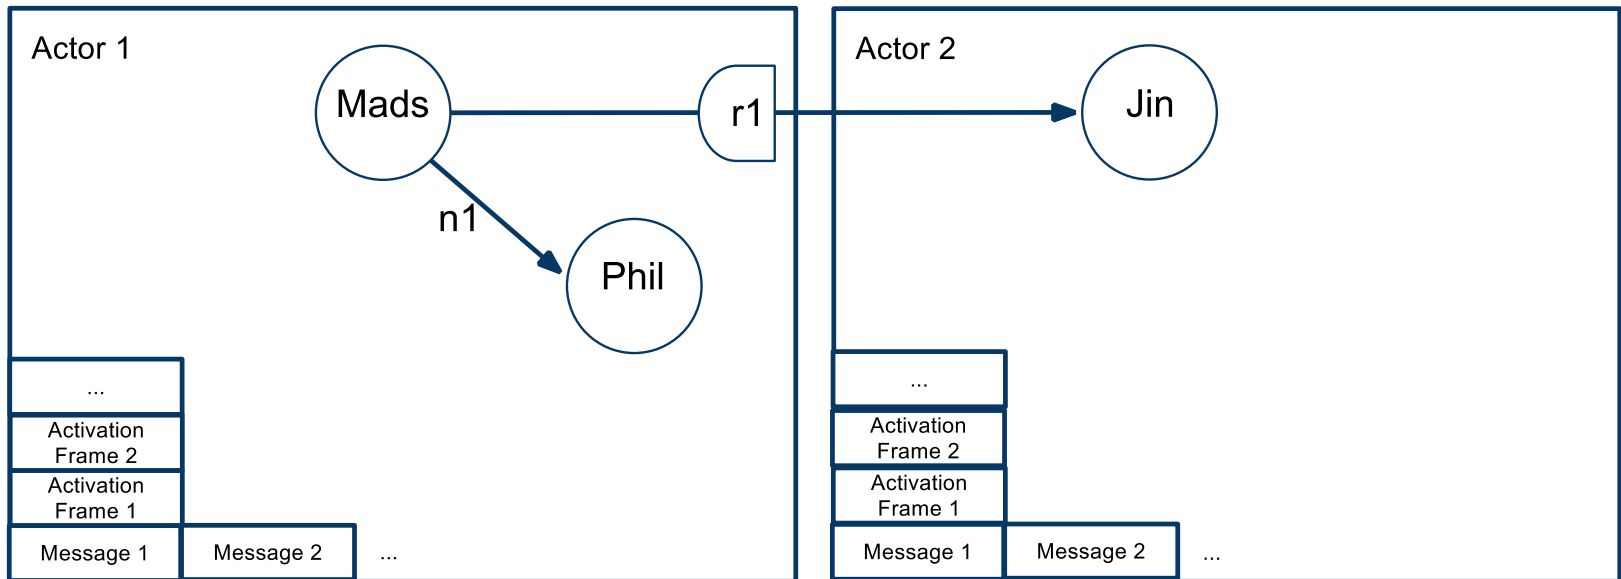 Actor 1
Mads
r1
n1
Phil
...
Activation
Frame 2
Activation
Frame 1
Message 1
Message 2
...
Actor 2
Jin
...
Activation
Frame 2
Activation
Frame 1
Message 1
Message 2
...